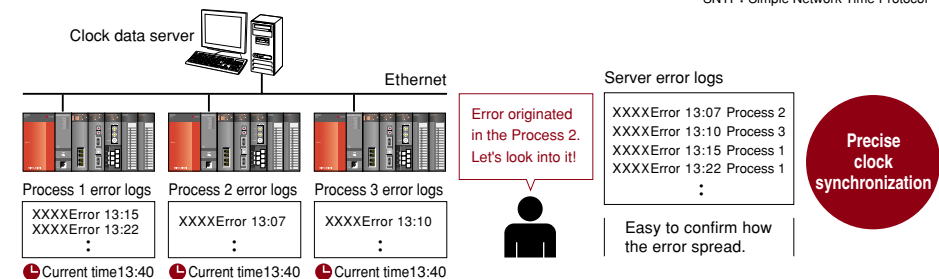 SNTP : Simple Network Time Protocol
Clock data server
Ethernet
Process 1 error logs
XXXXError 13:15
XXXXError 13:22
:
Current time13:40
Process 2 error logs
XXXXError 13:07
:
Current time13:40
Process 3 error logs
XXXXError 13:10
:
Current time13:40
Error originated
in the Process 2.
Let's look into it!
Server error logs
XXXXError 13:07 Process 2
XXXXError 13:10 Process 3
XXXXError 13:15 Process 1
XXXXError 13:22 Process 1
:
Easy to confirm how
the error spread.
Precise
clock
synchronization